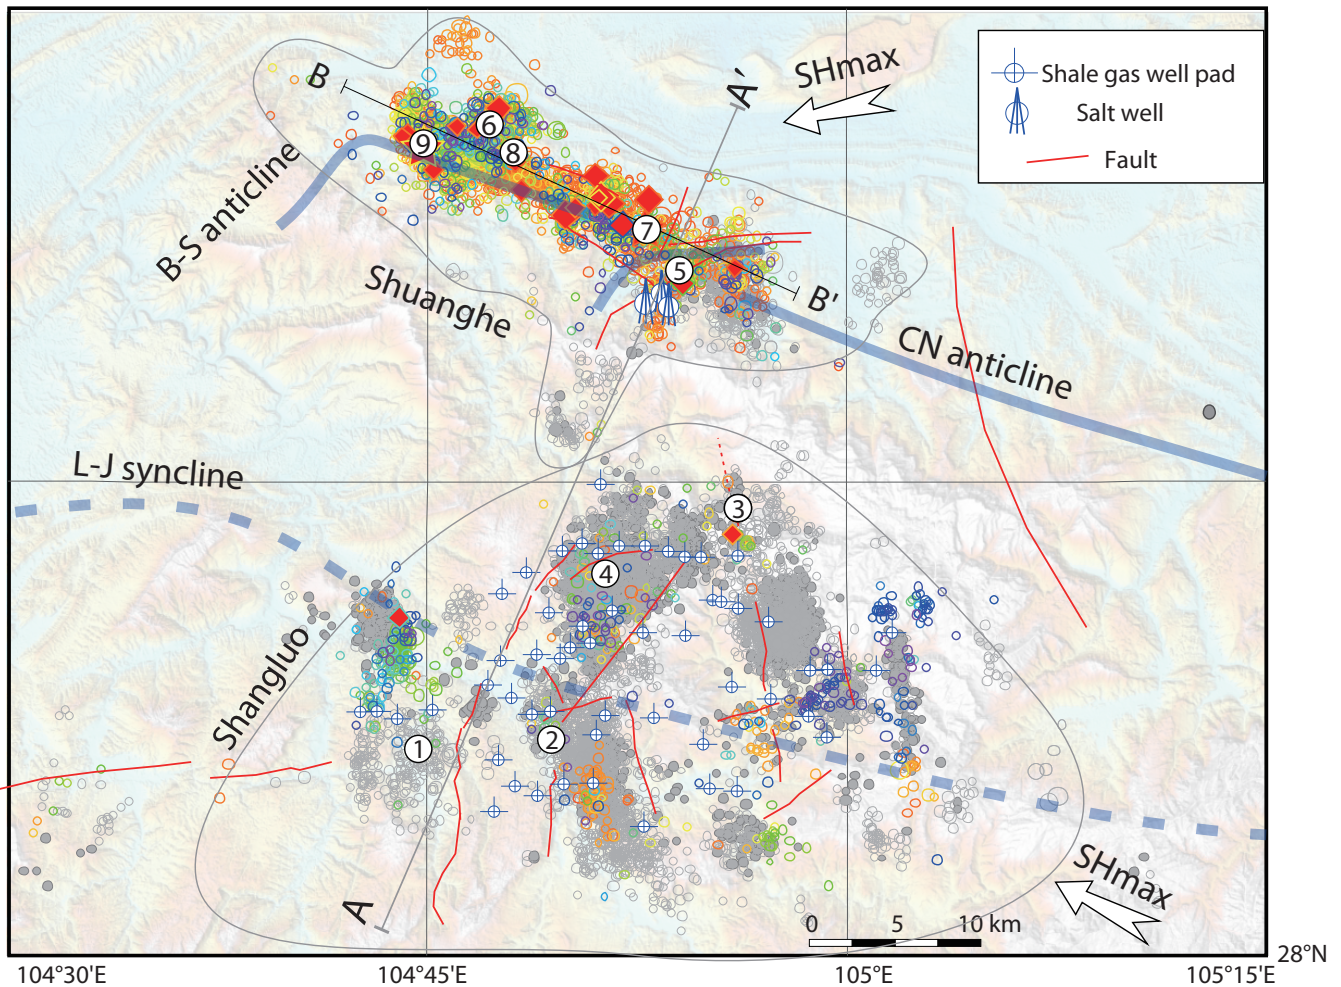 SHmax
Shale gas well pad
Salt well
Fault
B
A'
6
9
8
B-S anticline
7
5
Shuanghe
B'
CN anticline
L-J syncline
3
4
Shangluo
2
1
SHmax
A
0 5 10 km
28°N
104°30'E 104°45'E 105°E 105°15'E